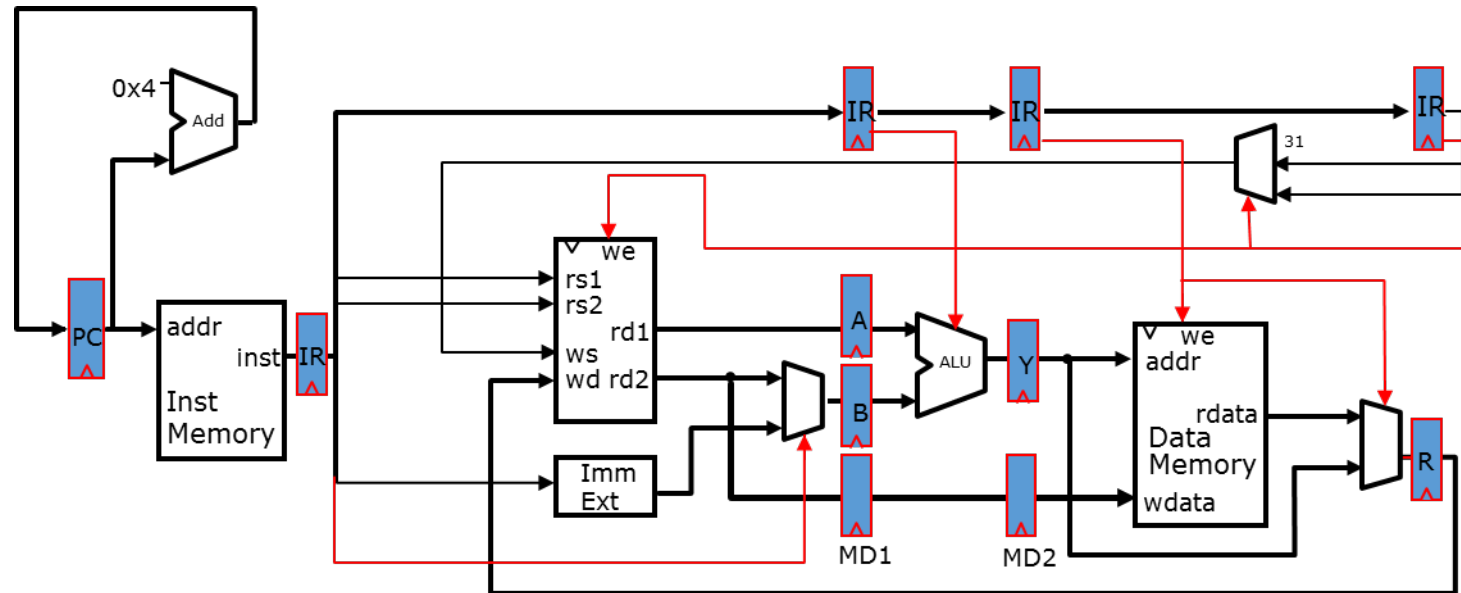 0x4
Add
IR
IR
IR
31
we
rs1
rs2
rd1
ws
wd rd2
PC
addr
inst
IR
Inst
Memory
A
B
ALU
Y
we
addr
rdata
Data
Memory
wdata
R
Imm
Ext
MD1
MD2